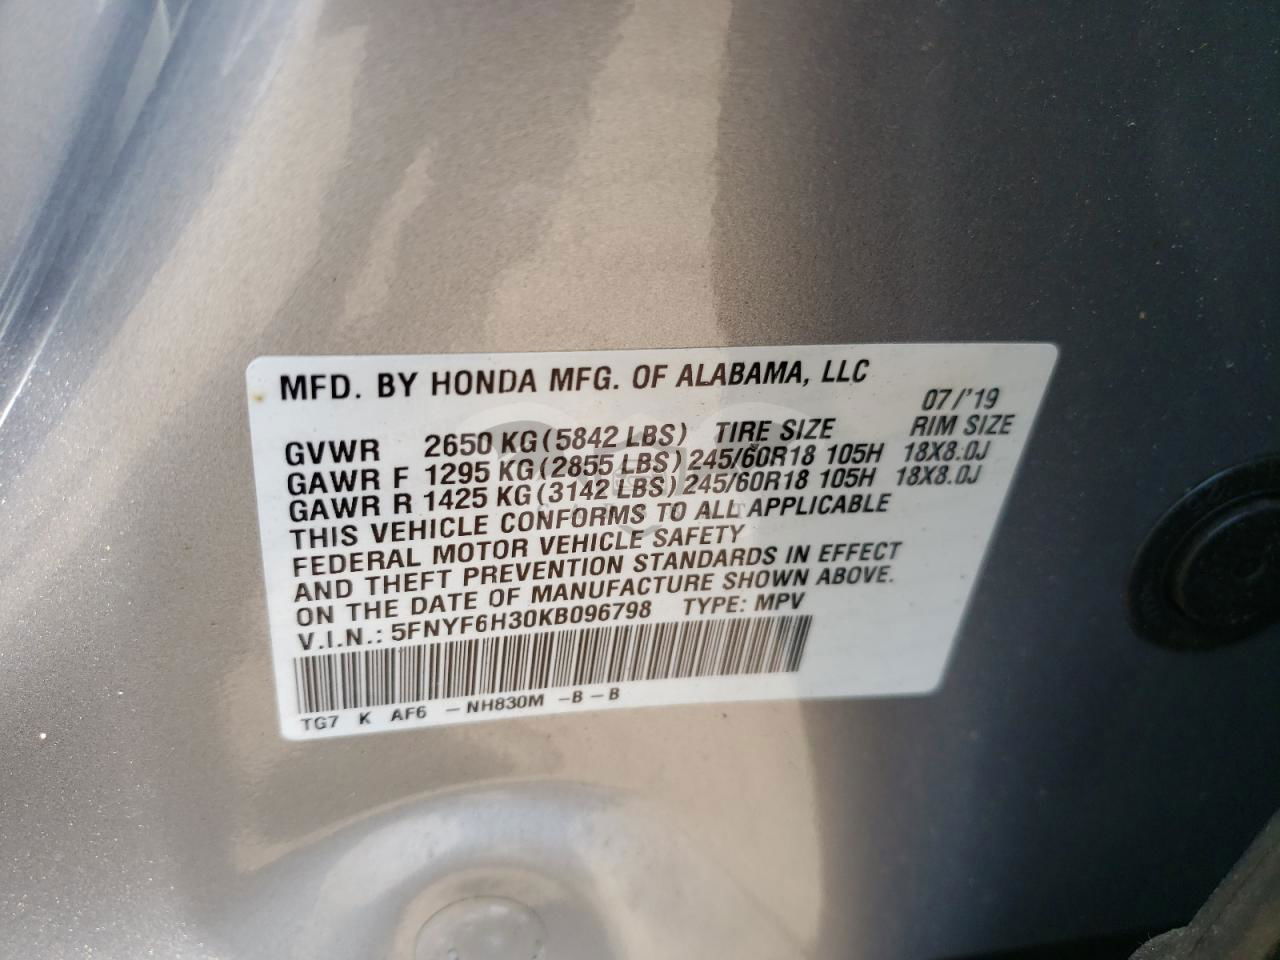 MFD. BY HONDA MFG. OF ALABAMA, LLC
07/'19
GVWR 2650 KG (5842 LBS) TIRE SIZE RIM SIZE
GAWR F 1295 KG (2855 LBS) 245/60R18 105H 18X8.0J
GAWR R 1425 KG (3142 LBS) 245/60R18 105H 18X8.0J
THIS VEHICLE CONFORMS TO ALL APPLICABLE
FEDERAL MOTOR VEHICLE SAFETY
AND THEFT PREVENTION STANDARDS IN EFFECT
ON THE DATE OF MANUFACTURE SHOWN ABOVE.
V.I.N.: 5FNYF6H30KB096798 TYPE: MPV
TG7 K AF6 – NH830M –B – B